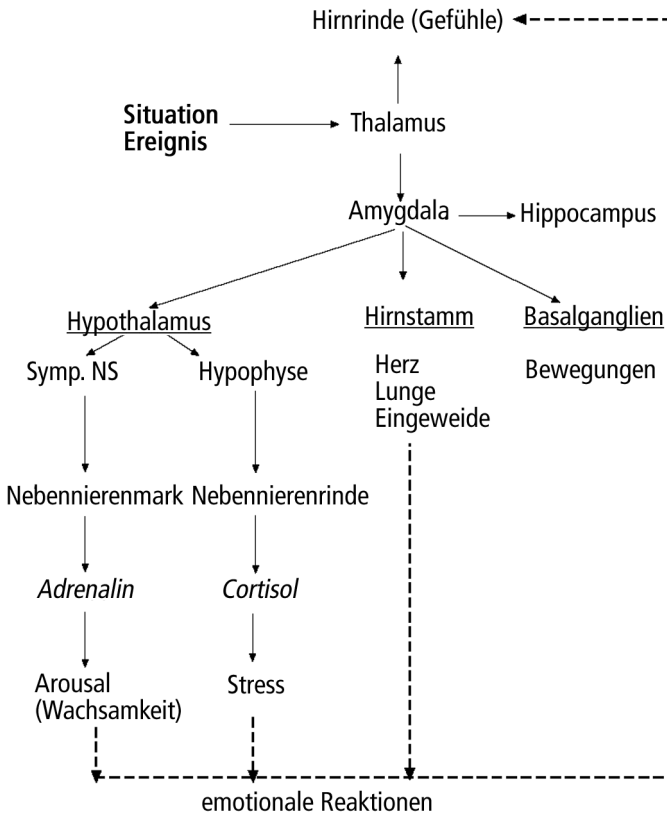 Hirnrinde (Gefühle)
Situation
Ereignis
Thalamus
Amygdala
Hippocampus
Hypothalamus
Hirnstamm
Basalganglien
Symp. NS
Hypophyse
Herz
Lunge
Eingeweide
Bewegungen
Nebennierenmark
Nebennierenrinde
Adrenalin
Cortisol
Arousal
(Wachsamkeit)
Stress
emotionale Reaktionen